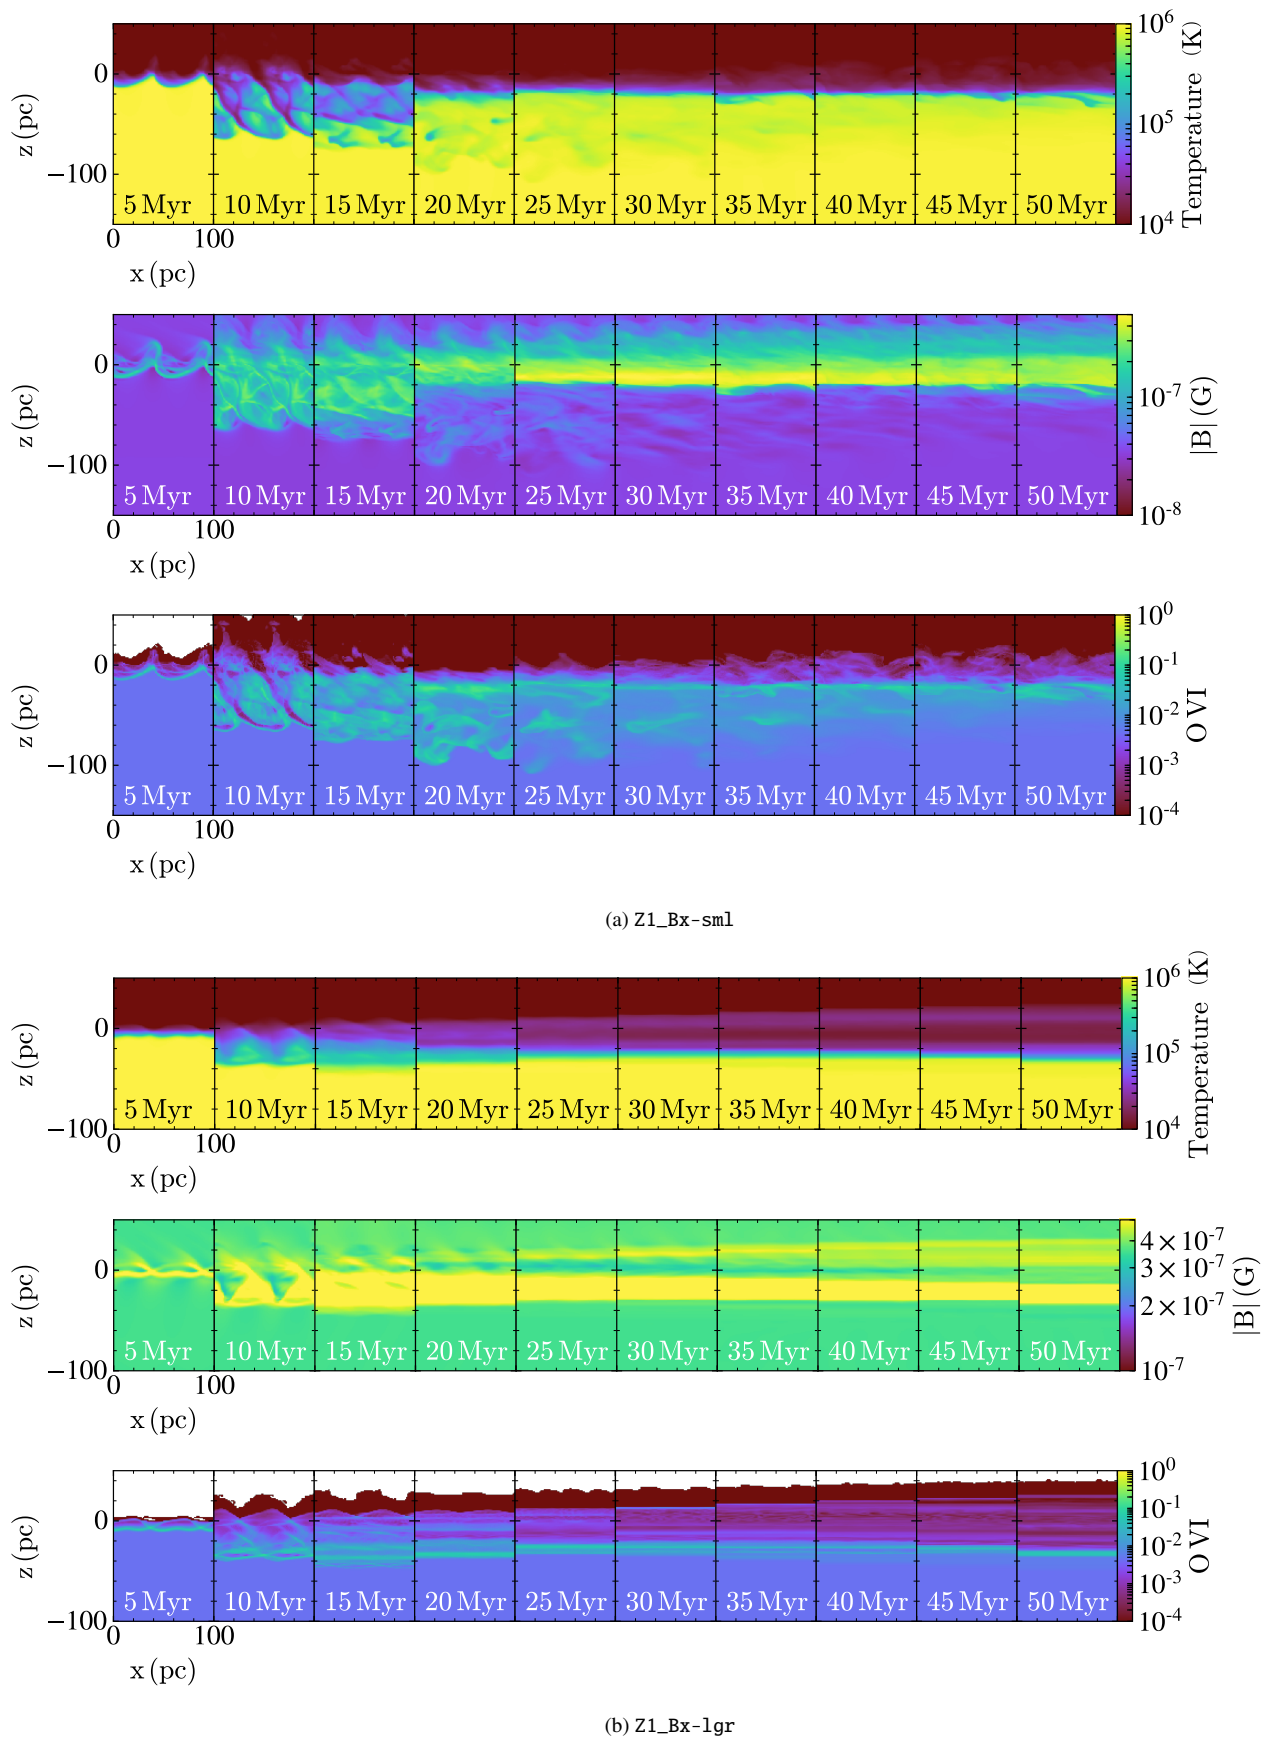 10^6
10^5
10^4
Temperature (K)
0
−100
z (pc)
5 Myr 10 Myr 15 Myr 20 Myr 25 Myr 30 Myr 35 Myr 40 Myr 45 Myr 50 Myr
0 100
x (pc)
10^-7
10^-8
|B| (G)
0
−100
z (pc)
5 Myr 10 Myr 15 Myr 20 Myr 25 Myr 30 Myr 35 Myr 40 Myr 45 Myr 50 Myr
0 100
x (pc)
10^0
10^-1
10^-2
10^-3
10^-4
O VI
0
−100
z (pc)
5 Myr 10 Myr 15 Myr 20 Myr 25 Myr 30 Myr 35 Myr 40 Myr 45 Myr 50 Myr
0 100
x (pc)
(a) Z1_Bx-sml
10^6
10^5
10^4
Temperature (K)
0
−100
z (pc)
5 Myr 10 Myr 15 Myr 20 Myr 25 Myr 30 Myr 35 Myr 40 Myr 45 Myr 50 Myr
0 100
x (pc)
4×10^-7
3×10^-7
2×10^-7
10^-7
|B| (G)
0
−100
z (pc)
5 Myr 10 Myr 15 Myr 20 Myr 25 Myr 30 Myr 35 Myr 40 Myr 45 Myr 50 Myr
0 100
x (pc)
10^0
10^-1
10^-2
10^-3
10^-4
O VI
0
−100
z (pc)
5 Myr 10 Myr 15 Myr 20 Myr 25 Myr 30 Myr 35 Myr 40 Myr 45 Myr 50 Myr
0 100
x (pc)
(b) Z1_Bx-lgr